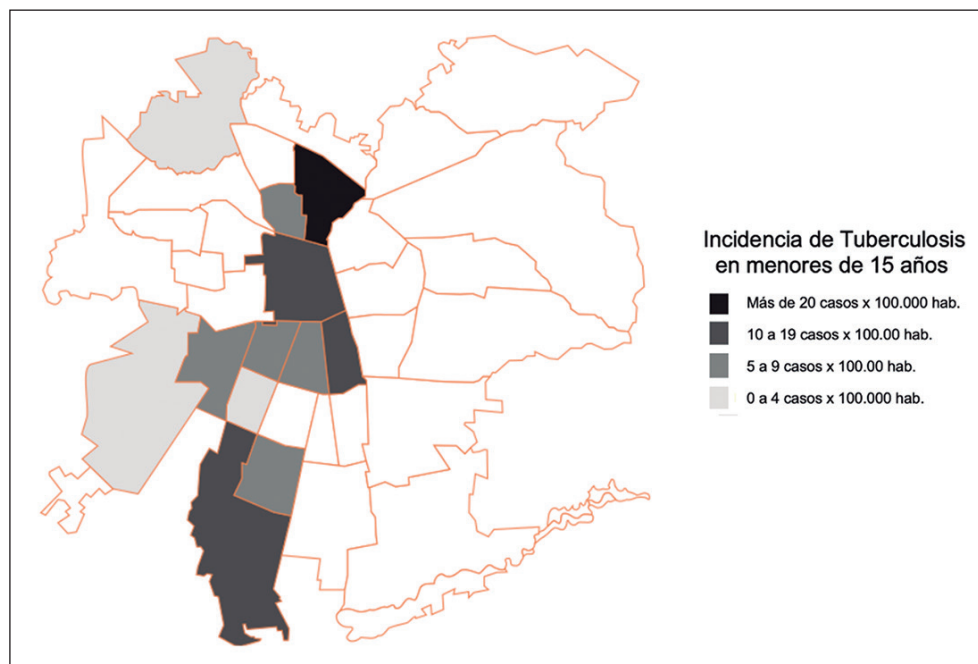 Incidencia de Tuberculosis
en menores de 15 años
Más de 20 casos x 100.000 hab.
10 a 19 casos x 100.00 hab.
5 a 9 casos x 100.00 hab.
0 a 4 casos x 100.000 hab.